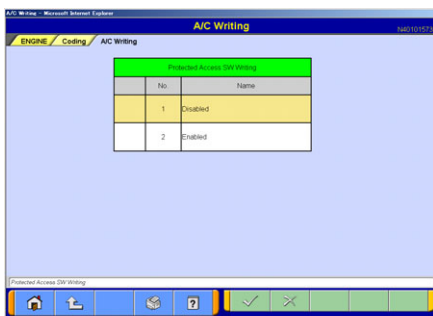 A/C Writing - Microsoft Internet Explorer
A/C Writing
N40101573
ENGINE Coding A/C Writing
Protected Access SW Writing
No. Name
1 Disabled
2 Enabled
Protected Access SW Writing
?